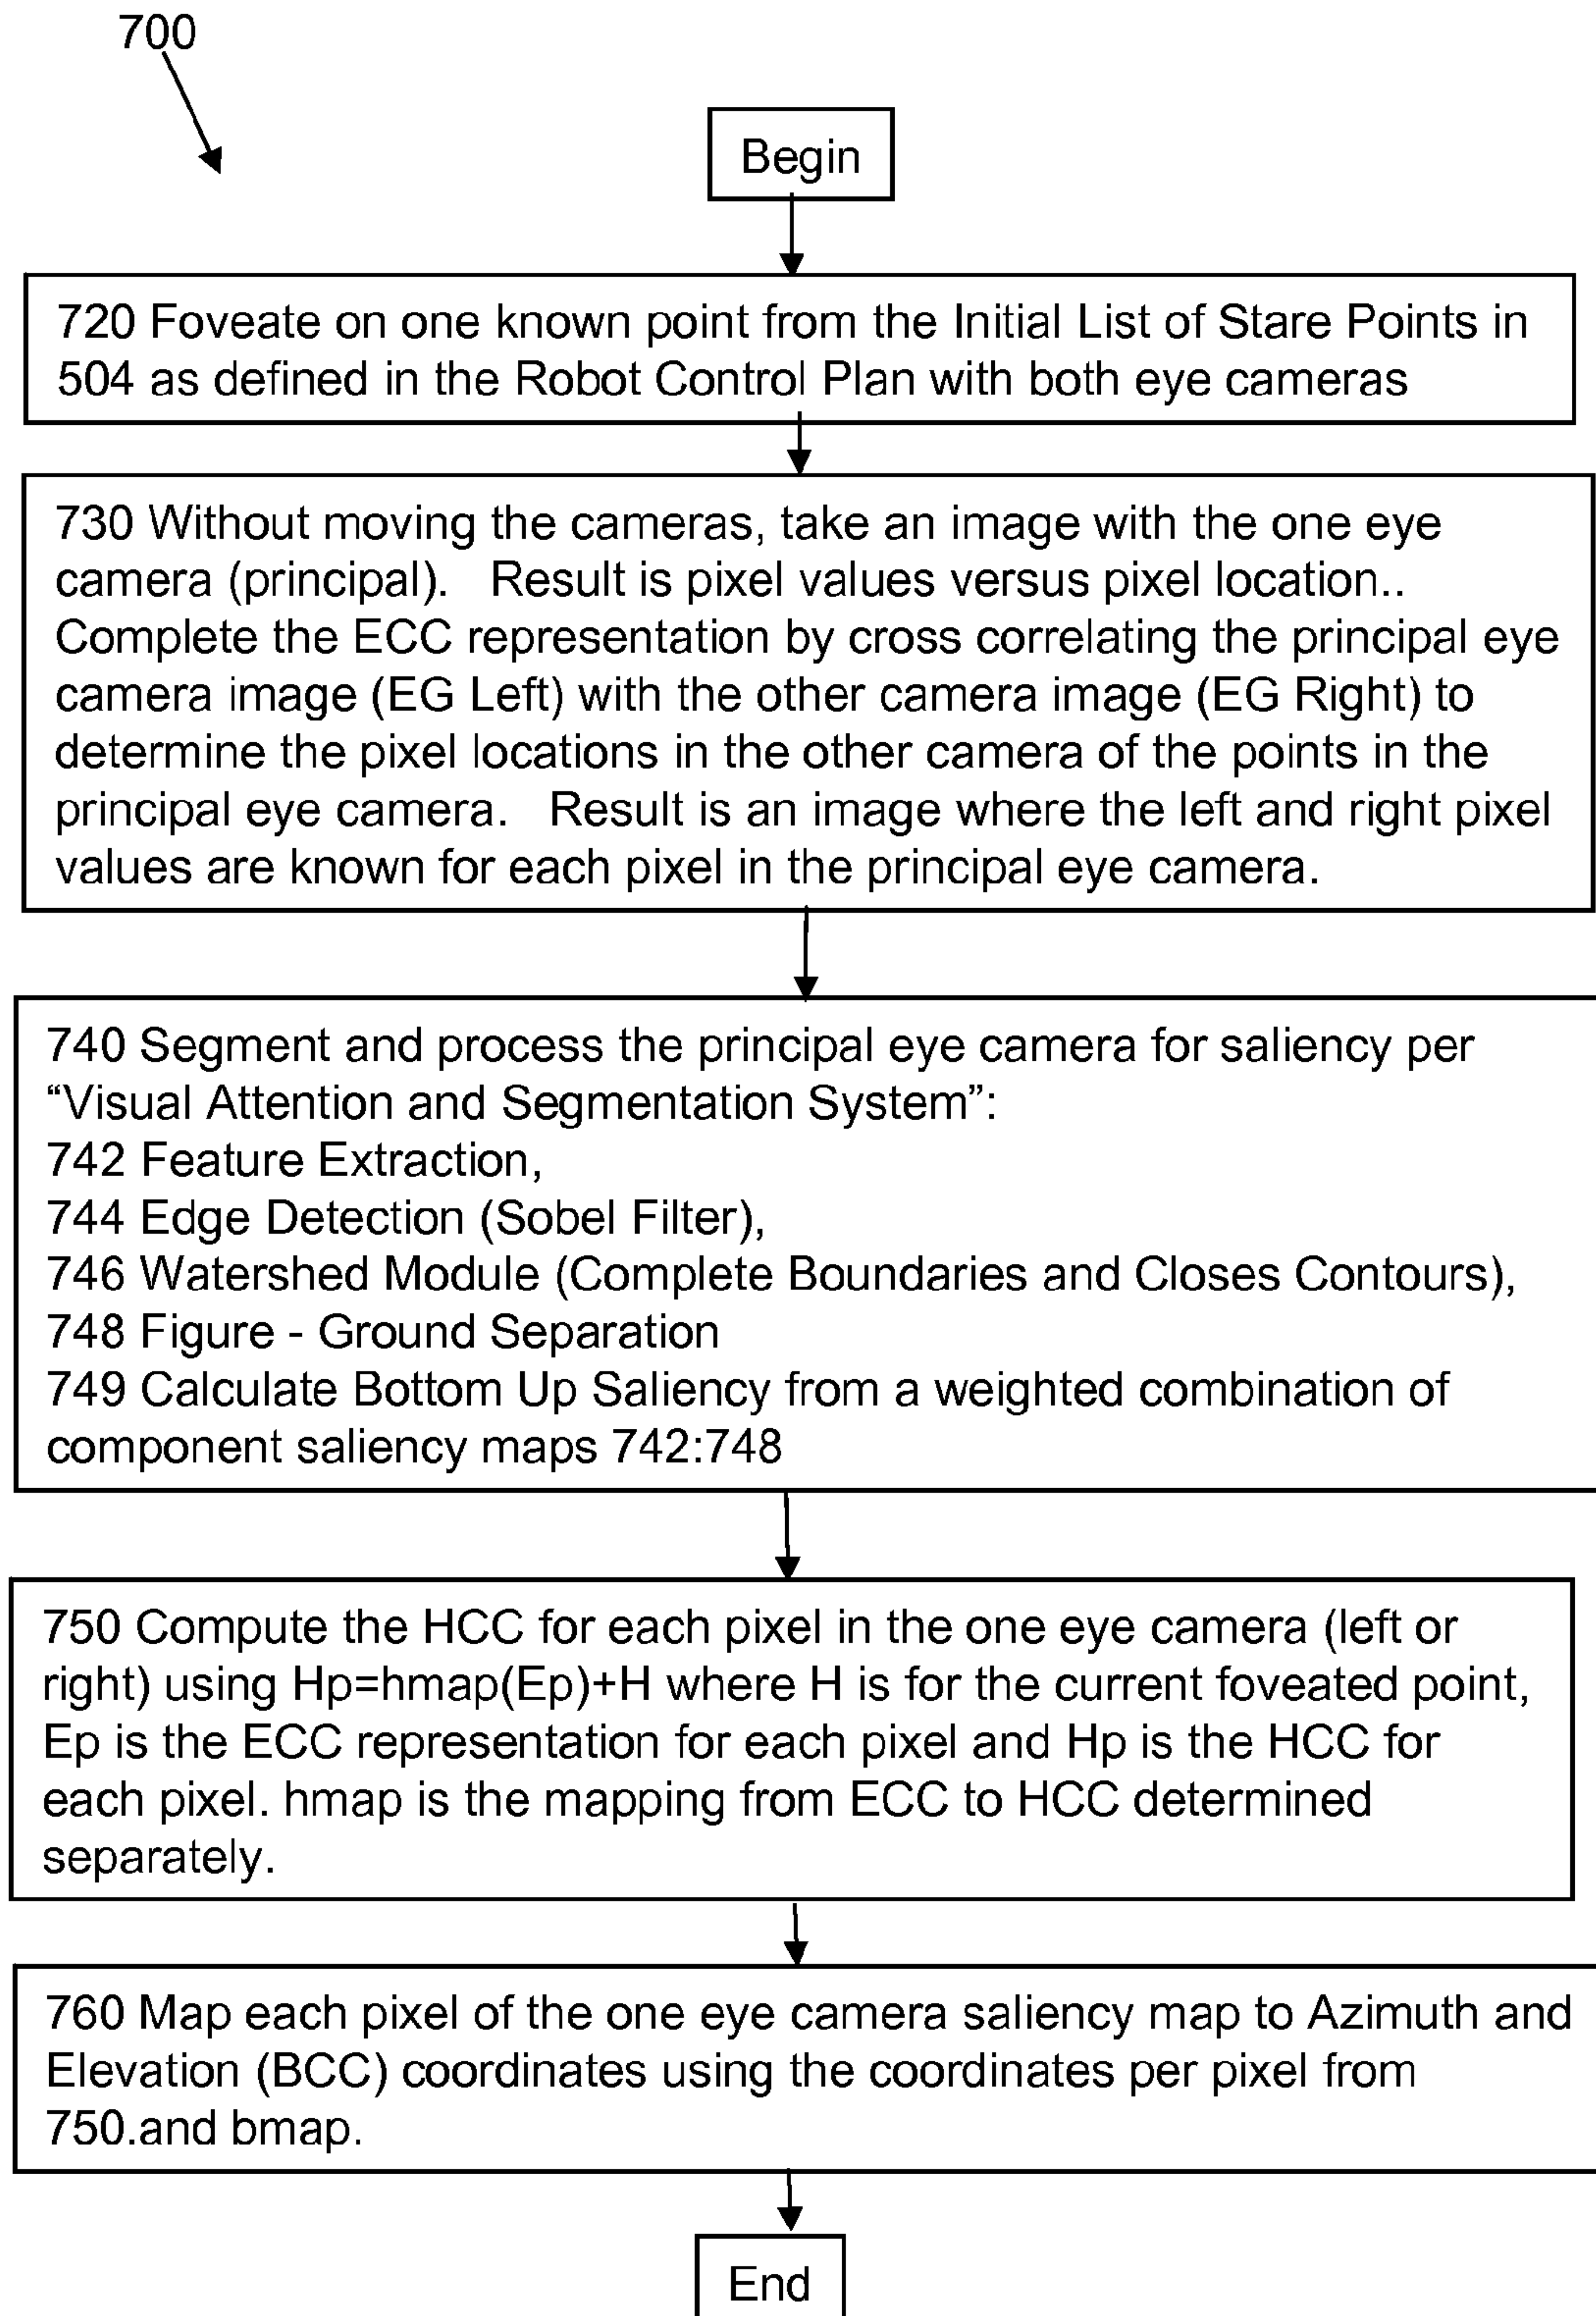 700
Begin
720 Foveate on one known point from the Initial List of Stare Points in
504 as defined in the Robot Control Plan with both eye cameras
730 Without moving the cameras, take an image with the one eye
camera (principal).   Result is pixel values versus pixel location..
Complete the ECC representation by cross correlating the principal eye
camera image (EG Left) with the other camera image (EG Right) to
determine the pixel locations in the other camera of the points in the
principal eye camera.   Result is an image where the left and right pixel
values are known for each pixel in the principal eye camera.
740 Segment and process the principal eye camera for saliency per
“Visual Attention and Segmentation System”:
742 Feature Extraction,
744 Edge Detection (Sobel Filter),
746 Watershed Module (Complete Boundaries and Closes Contours),
748 Figure - Ground Separation
749 Calculate Bottom Up Saliency from a weighted combination of
component saliency maps 742:748
750 Compute the HCC for each pixel in the one eye camera (left or
right) using Hp=hmap(Ep)+H where H is for the current foveated point,
Ep is the ECC representation for each pixel and Hp is the HCC for
each pixel. hmap is the mapping from ECC to HCC determined
separately.
760 Map each pixel of the one eye camera saliency map to Azimuth and
Elevation (BCC) coordinates using the coordinates per pixel from
750.and bmap.
End